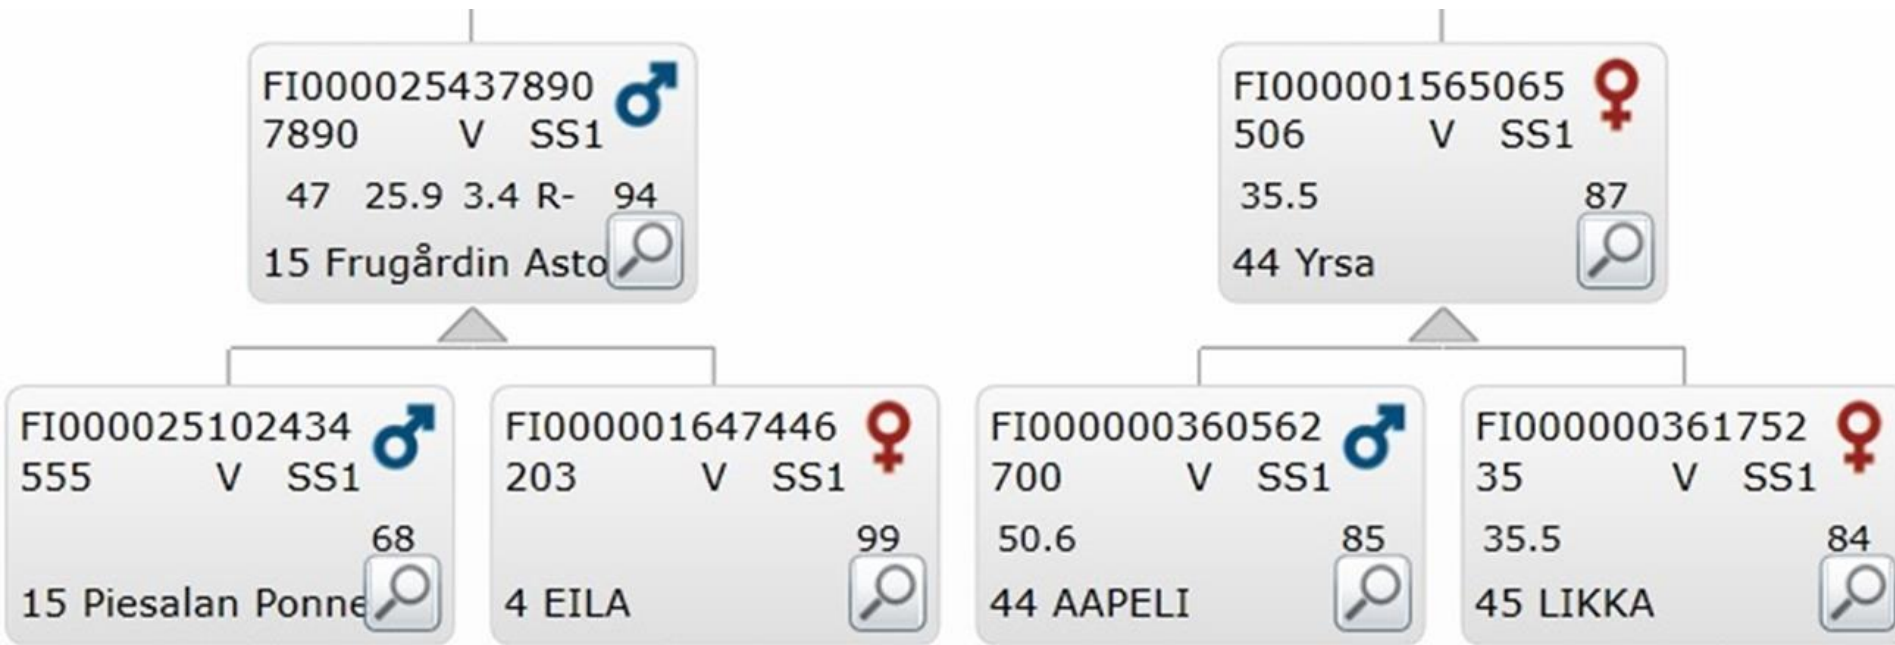 FI000025437890
7890 V SS1
47 25.9 3.4 R- 94
15 Frugårdin Asto
FI000001565065
506 V SS1
35.5 87
44 Yrsa
FI000025102434
555 V SS1
68
15 Piesalan Ponne
FI000001647446
203 V SS1
99
4 EILA
FI000000360562
700 V SS1
50.6 85
44 AAPELI
FI000000361752
35 V SS1
35.5 84
45 LIKKA